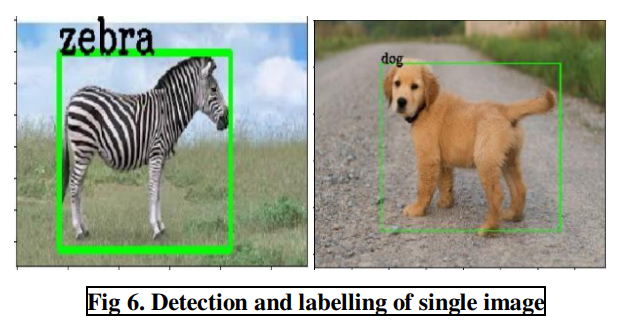 zebra
dog
Fig 6. Detection and labelling of single image